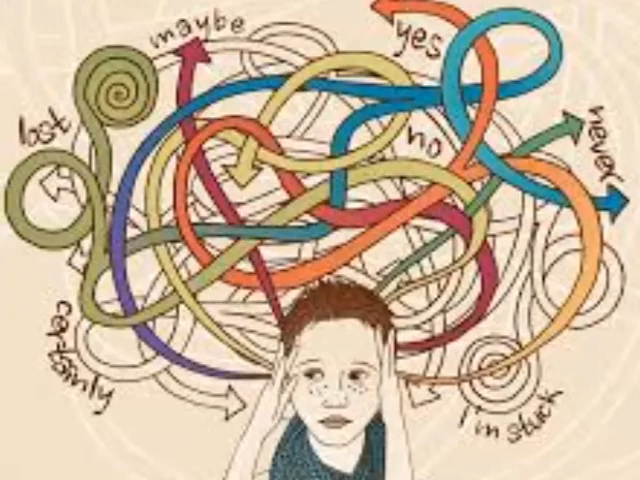 maybe
yes
lost
no
never
certainly
I'm stuck